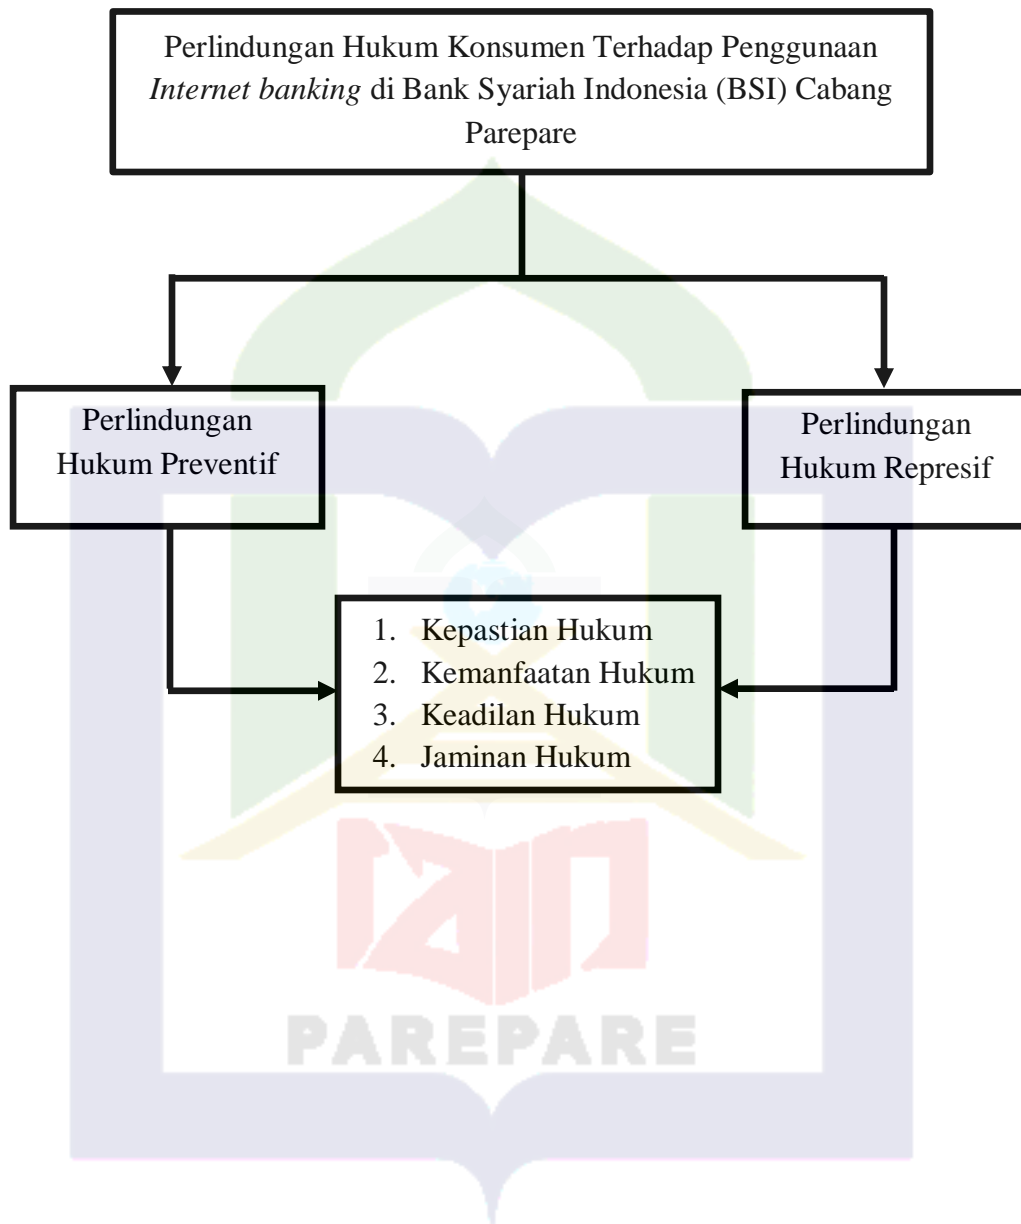 Perlindungan Hukum Konsumen Terhadap Penggunaan
Internet banking di Bank Syariah Indonesia (BSI) Cabang
Parepare
Perlindungan
Hukum Preventif
Perlindungan
Hukum Represif
1. Kepastian Hukum
2. Kemanfaatan Hukum
3. Keadilan Hukum
4. Jaminan Hukum
iain
PAREPARE